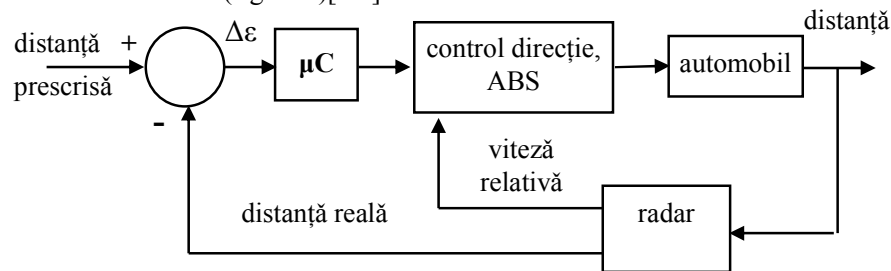 distanță
distanță
prescrisă
+
Δε
-
μC
control direcție,
ABS
automobil
viteză
relativă
distanță reală
radar